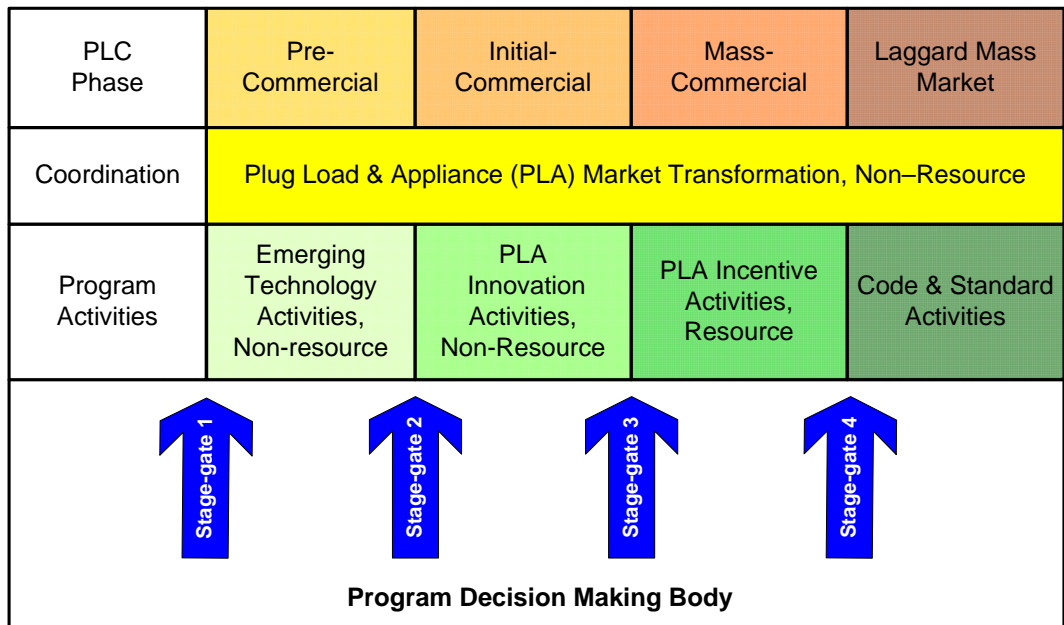 PLC
Phase
Pre-
Commercial
Initial-
Commercial
Mass-
Commercial
Laggard Mass
Market
Coordination
Plug Load & Appliance (PLA) Market Transformation, Non–Resource
Program
Activities
Emerging
Technology
Activities,
Non-resource
PLA
Innovation
Activities,
Non-Resource
PLA Incentive
Activities,
Resource
Code & Standard
Activities
Stage-gate 1
Stage-gate 2
Stage-gate 3
Stage-gate 4
Program Decision Making Body